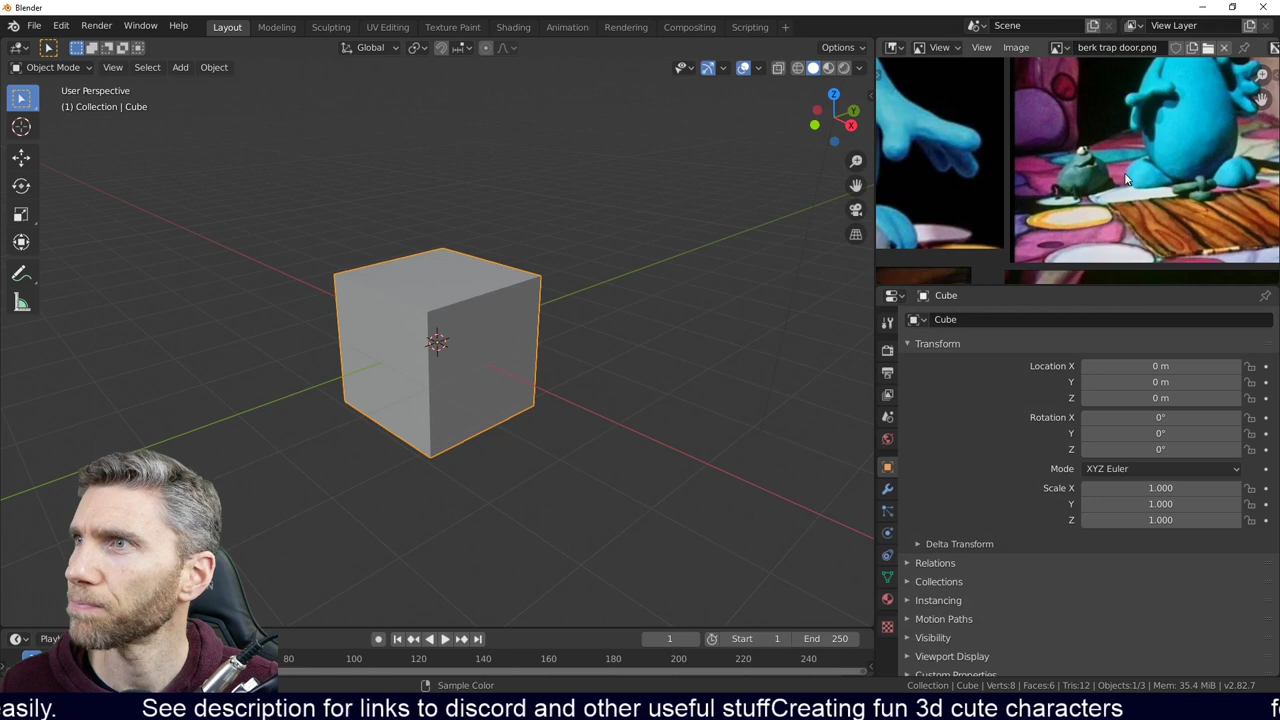 Blender
File Edit Render Window Help
Layout Modeling Sculpting UV Editing Texture Paint Shading Animation Rendering Compositing Scripting +
Scene
View Layer
Global
Options
View
View Image
berk trap door.png
Object Mode View Select Add Object
User Perspective
(1) Collection | Cube
Z
Y
X
Cube
Cube
Transform
Location X 0 m
Y 0 m
Z 0 m
Rotation X 0°
Y 0°
Z 0°
Mode XYZ Euler
Scale X 1.000
Y 1.000
Z 1.000
Delta Transform
Relations
Collections
Instancing
Motion Paths
Visibility
Viewport Display
1 Start 1 End 250
80 100 120 140 160 180 200 220 240
Sample Color
Collection | Cube | Verts:8 | Faces:6 | Tris:12 | Objects:1/3 | Mem: 35.4 MiB | v2.82.7
easily. See description for links to discord and other useful stuffCreating fun 3d cute characters